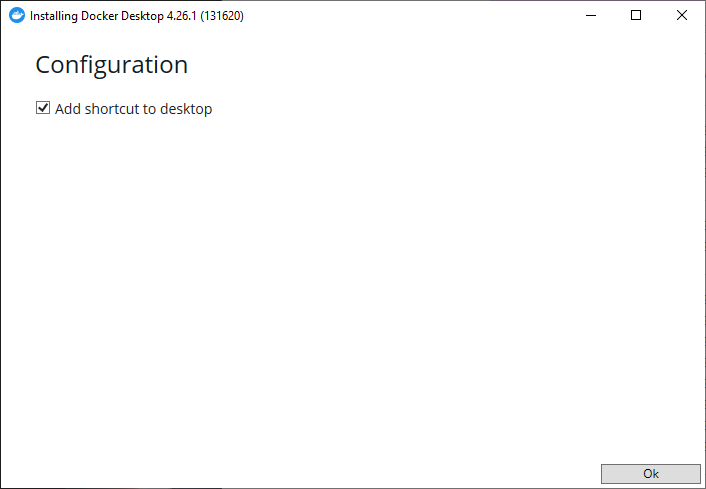 Installing Docker Desktop 4.26.1 (131620)
Configuration
Add shortcut to desktop
Ok